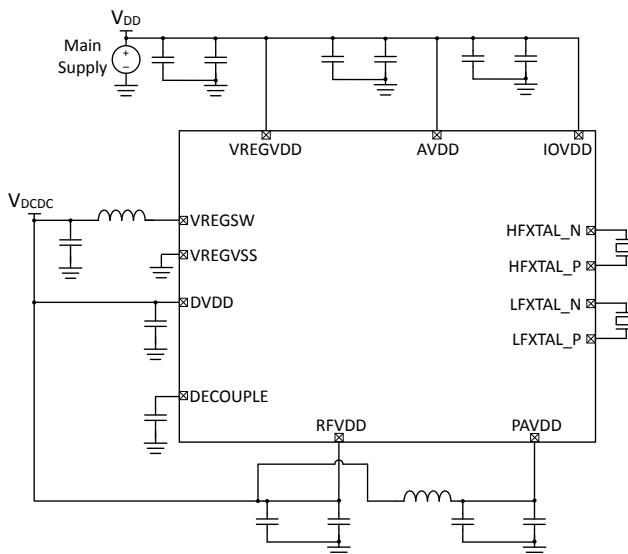 VDD
Main
Supply
+
−
VREGVDD
AVDD
IOVDD
VDCDC
VREGSW
HFXTAL_N
VREGVSS
HFXTAL_P
DVDD
LFXTAL_N
LFXTAL_P
DECOUPLE
RFVDD
PAVDD